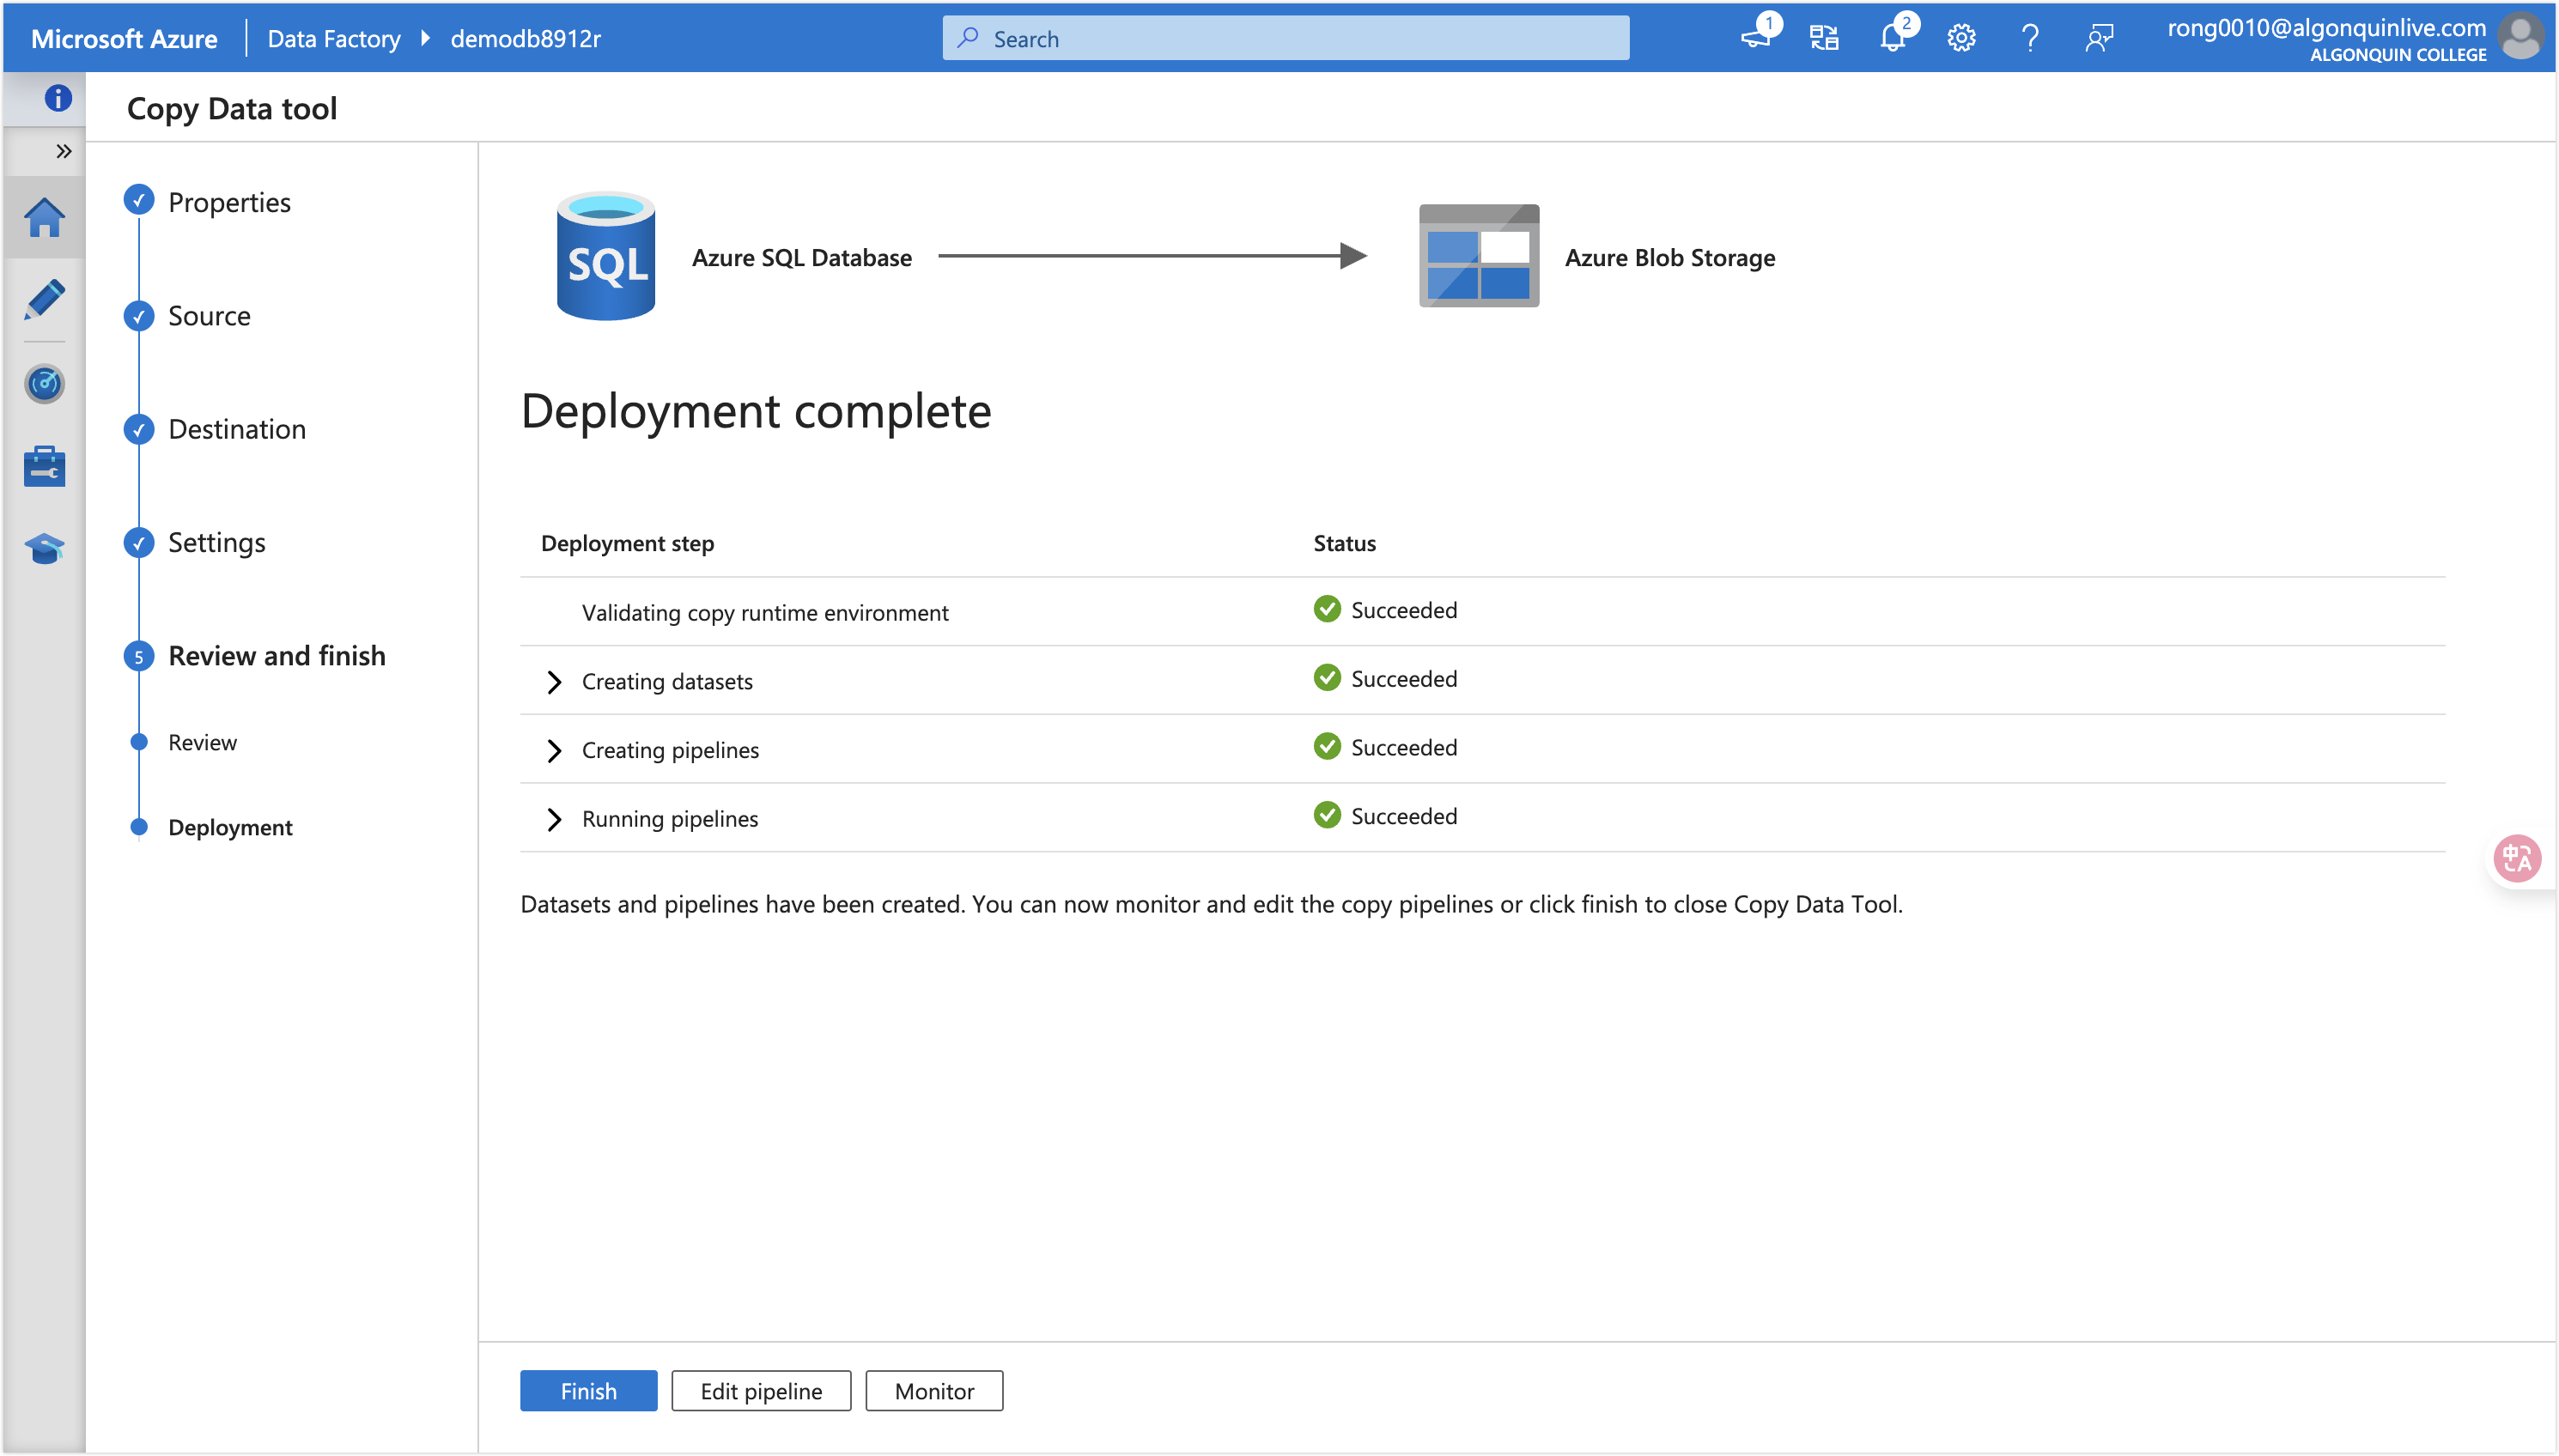 Microsoft Azure
Data Factory
demodb8912r
Search
1
2
rong0010@algonquinlive.com
ALGONQUIN COLLEGE
Copy Data tool
Properties
Source
Destination
Settings
5
Review and finish
Review
Deployment
SQL
Azure SQL Database
Azure Blob Storage
Deployment complete
Deployment step
Status
Validating copy runtime environment
Succeeded
Creating datasets
Succeeded
Creating pipelines
Succeeded
Running pipelines
Succeeded
中A
Datasets and pipelines have been created. You can now monitor and edit the copy pipelines or click finish to close Copy Data Tool.
Finish
Edit pipeline
Monitor